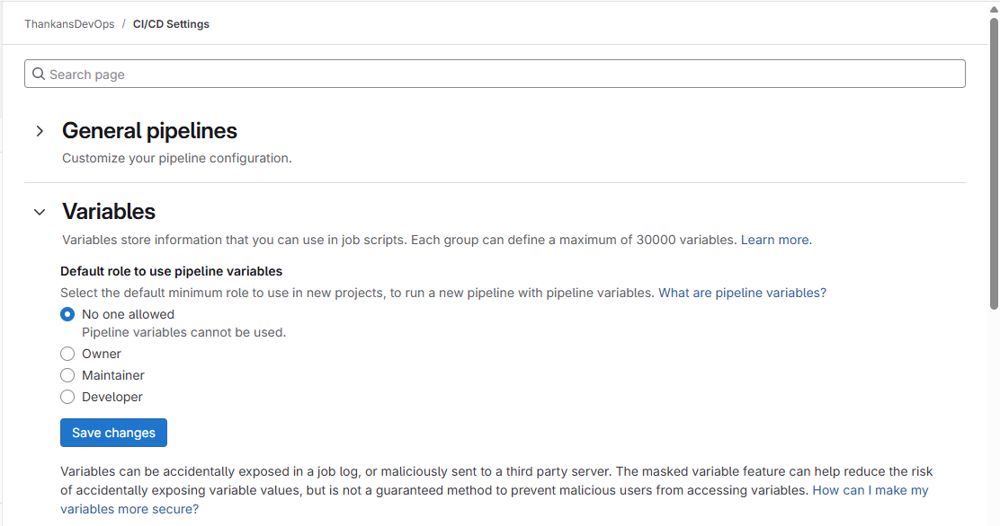 ThankansDevOps / CI/CD Settings
Search page
General pipelines
Customize your pipeline configuration.
Variables
Variables store information that you can use in job scripts. Each group can define a maximum of 30000 variables. Learn more.
Default role to use pipeline variables
Select the default minimum role to use in new projects, to run a new pipeline with pipeline variables. What are pipeline variables?
No one allowed
Pipeline variables cannot be used.
Owner
Maintainer
Developer
Save changes
Variables can be accidentally exposed in a job log, or maliciously sent to a third party server. The masked variable feature can help reduce the risk
of accidentally exposing variable values, but is not a guaranteed method to prevent malicious users from accessing variables. How can I make my
variables more secure?